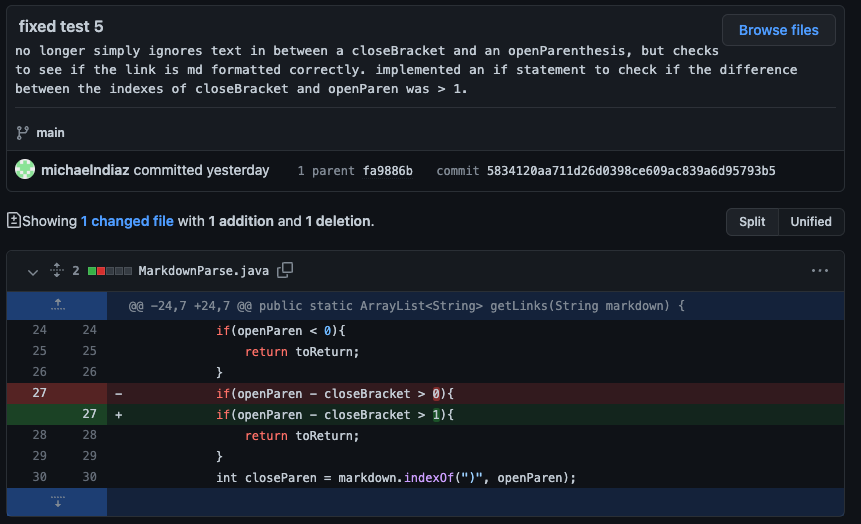 fixed test 5
Browse files
no longer simply ignores text in between a closeBracket and an openParenthesis, but checks
to see if the link is md formatted correctly. implemented an if statement to check if the difference
between the indexes of closeBracket and openParen was > 1.
main
michaelndiaz committed yesterday 1 parent fa9886b commit 5834120aa711d26d0398ce609ac839a6d95793b5
Showing 1 changed file with 1 addition and 1 deletion. Split Unified
2 MarkdownParse.java ...
@@ -24,7 +24,7 @@ public static ArrayList<String> getLinks(String markdown) {
24 24 if(openParen < 0){
25 25 return toReturn;
26 26 }
27 - if(openParen - closeBracket > 0){
27 + if(openParen - closeBracket > 1){
28 28 return toReturn;
29 29 }
30 30 int closeParen = markdown.indexOf(")", openParen);